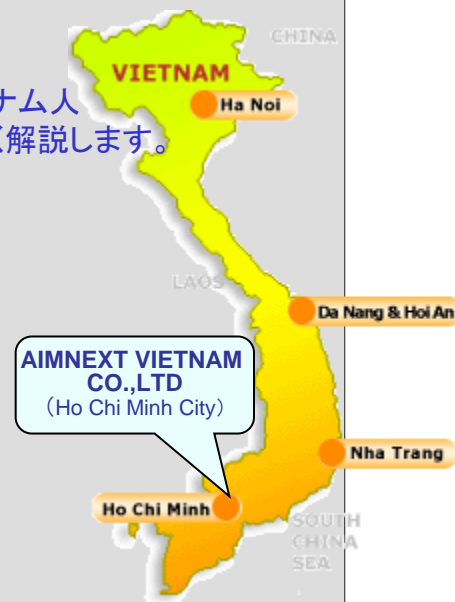 CHINA
VIETNAM
ナム人
Ha Noi
解説します。
LAOS
Da Nang & Hoi An
AIMNEXT VIETNAM
CO.,LTD
（Ho Chi Minh City）
Nha Trang
Ho Chi Minh
SOUTH
CHINA
SEA